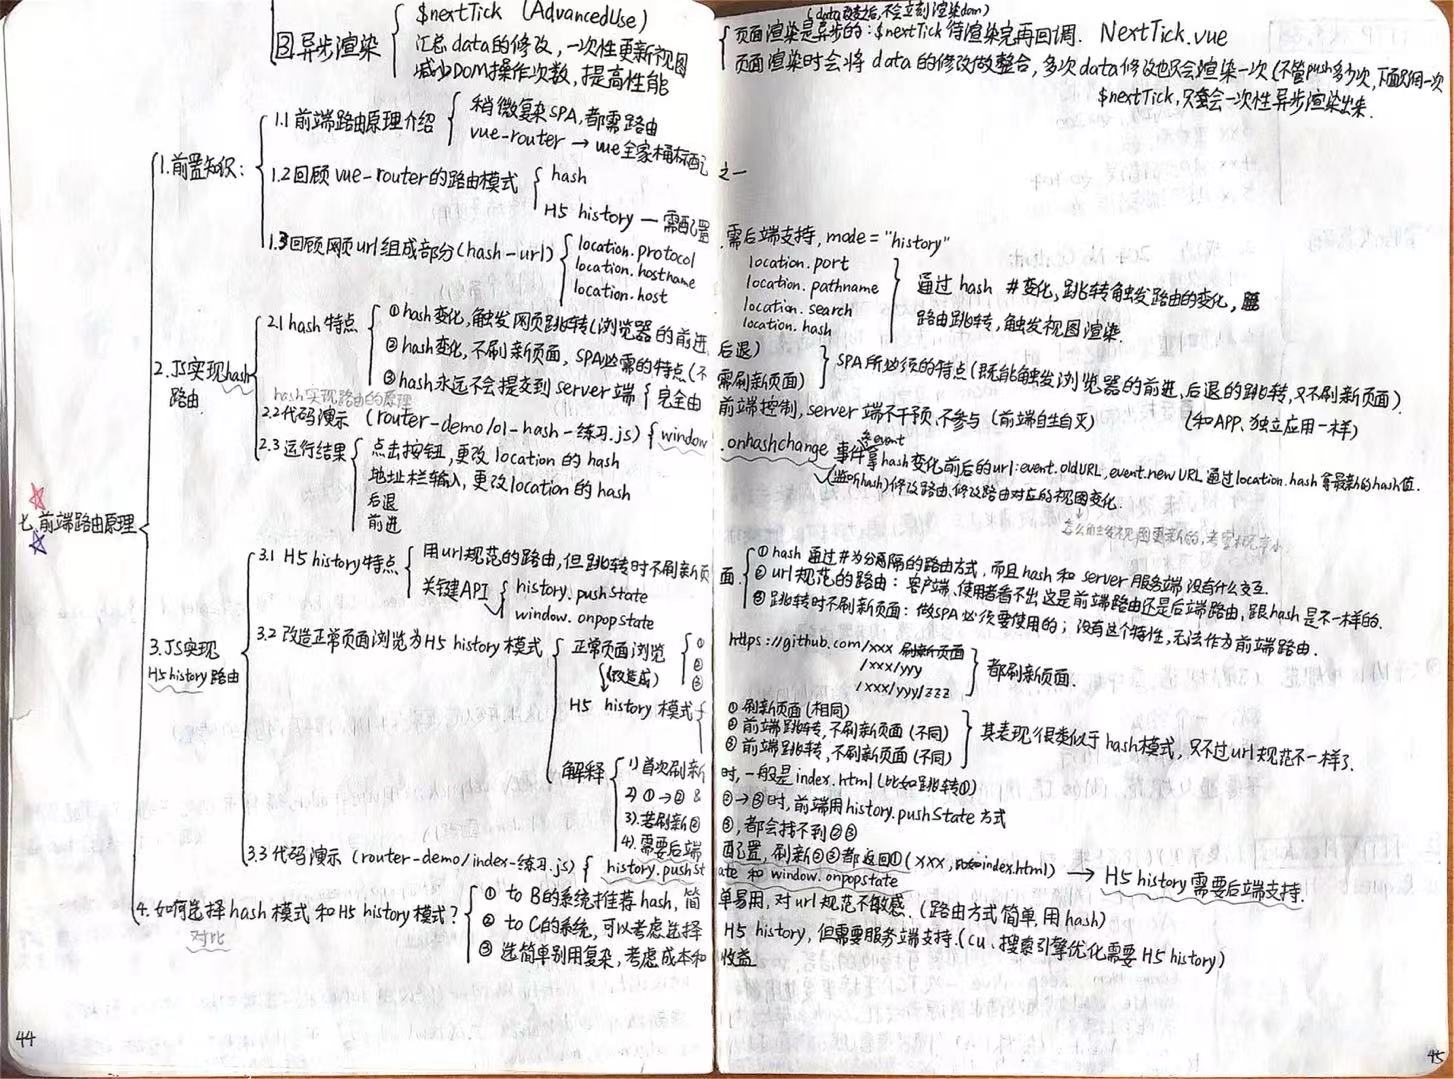 图 异步渲染
$nextTick (AdvancedUse)
汇总data的修改，一次性更新视图
减少DOM操作次数，提高性能
(data改变后，不会立刻渲染dom)
页面渲染是异步的：$nextTick待渲染完再回调. NextTick.vue
页面渲染时会将data的修改做整合，多次data修改也只会渲染一次(不管push多少次，下面只用一次
$nextTick，只会一次性异步渲染出来.
七.前端路由原理
1.前置知识：
1.1前端路由原理介绍
稍微复杂SPA，都需路由
vue-router → vue全家桶标配之一
1.2回顾vue-router的路由模式
hash
H5 history — 需配置.需后端支持，mode="history"
1.3回顾网页url组成部分(hash-url)
location.protocol
location.hostname
location.host
location.port
location.pathname
location.search
location.hash
通过hash #变化，跳转触发路由的变化，
路由跳转，触发视图渲染.
2.JS实现hash路由.
2.1 hash特点
①hash变化，触发网页跳转(浏览器的前进、后退)
②hash变化，不刷新页面，SPA必需的特点(不需刷新页面)
SPA所必须的特点(既能触发浏览器的前进、后退的跳转，又不刷新页面).
(和APP、独立应用一样)
③hash永远不会提交到server端{完全由前端控制，server端不干预、不参与(前端自生自灭)
hash实现路由的原理
2.2代码演示 (router-demo/01-hash-练习.js) {window.onhashchange 事件拿hash变化前后的url:event.oldURL、event.newURL 通过location.hash拿最新的hash值.
event
(监听hash)修改路由、修改路由对应的视图变化.
2.3运行结果
点击按钮，更改location的hash
地址栏输入，更改location的hash
后退
前进
3.JS实现H5history路由
3.1 H5 history特点
用url规范的路由，但跳转时不刷新页面.
关键API
history.pushState
window.onpopstate
①hash通过#为分隔的路由方式，而且hash和server服务端没有什么交互.
②url规范的路由：客户端、使用者看不出这是前端路由还是后端路由，跟hash是不一样的.
③跳转时不刷新页面：做SPA必须要使用的；没有这个特性，无法作为前端路由.
3.2改造正常页面浏览为H5 history模式
正常页面浏览
①https://github.com/xxx 刷新页面
② /xxx/yyy
③ /xxx/yyy/zzz
都刷新页面.
(改造成)
H5 history模式
①刷新页面(相同)
②前端跳转，不刷新页面(不同)
③前端跳转，不刷新页面(不同)
其表现很类似于hash模式，只不过url规范不一样了.
解释
1)首次刷新时，一般是index.html(比如跳转①)
2)①→②&②→③时，前端用history.pushState方式
3).若刷新②③，都会找不到②③
4).需要后端配置，刷新②③都返回①(xxx，index.html) → H5 history需要后端支持.
3.3代码演示 (router-demo/index-练习.js) {history.pushState 和 window.onpopstate
4.如何选择hash模式和H5 history模式？
对比
①to B的系统推荐hash，简单易用，对url规范不敏感.(路由方式简单，用hash)
②to C的系统，可以考虑选择H5 history，但需要服务端支持.(cu、搜索引擎优化需要H5 history)
③选简单别用复杂，考虑成本和收益
44
45